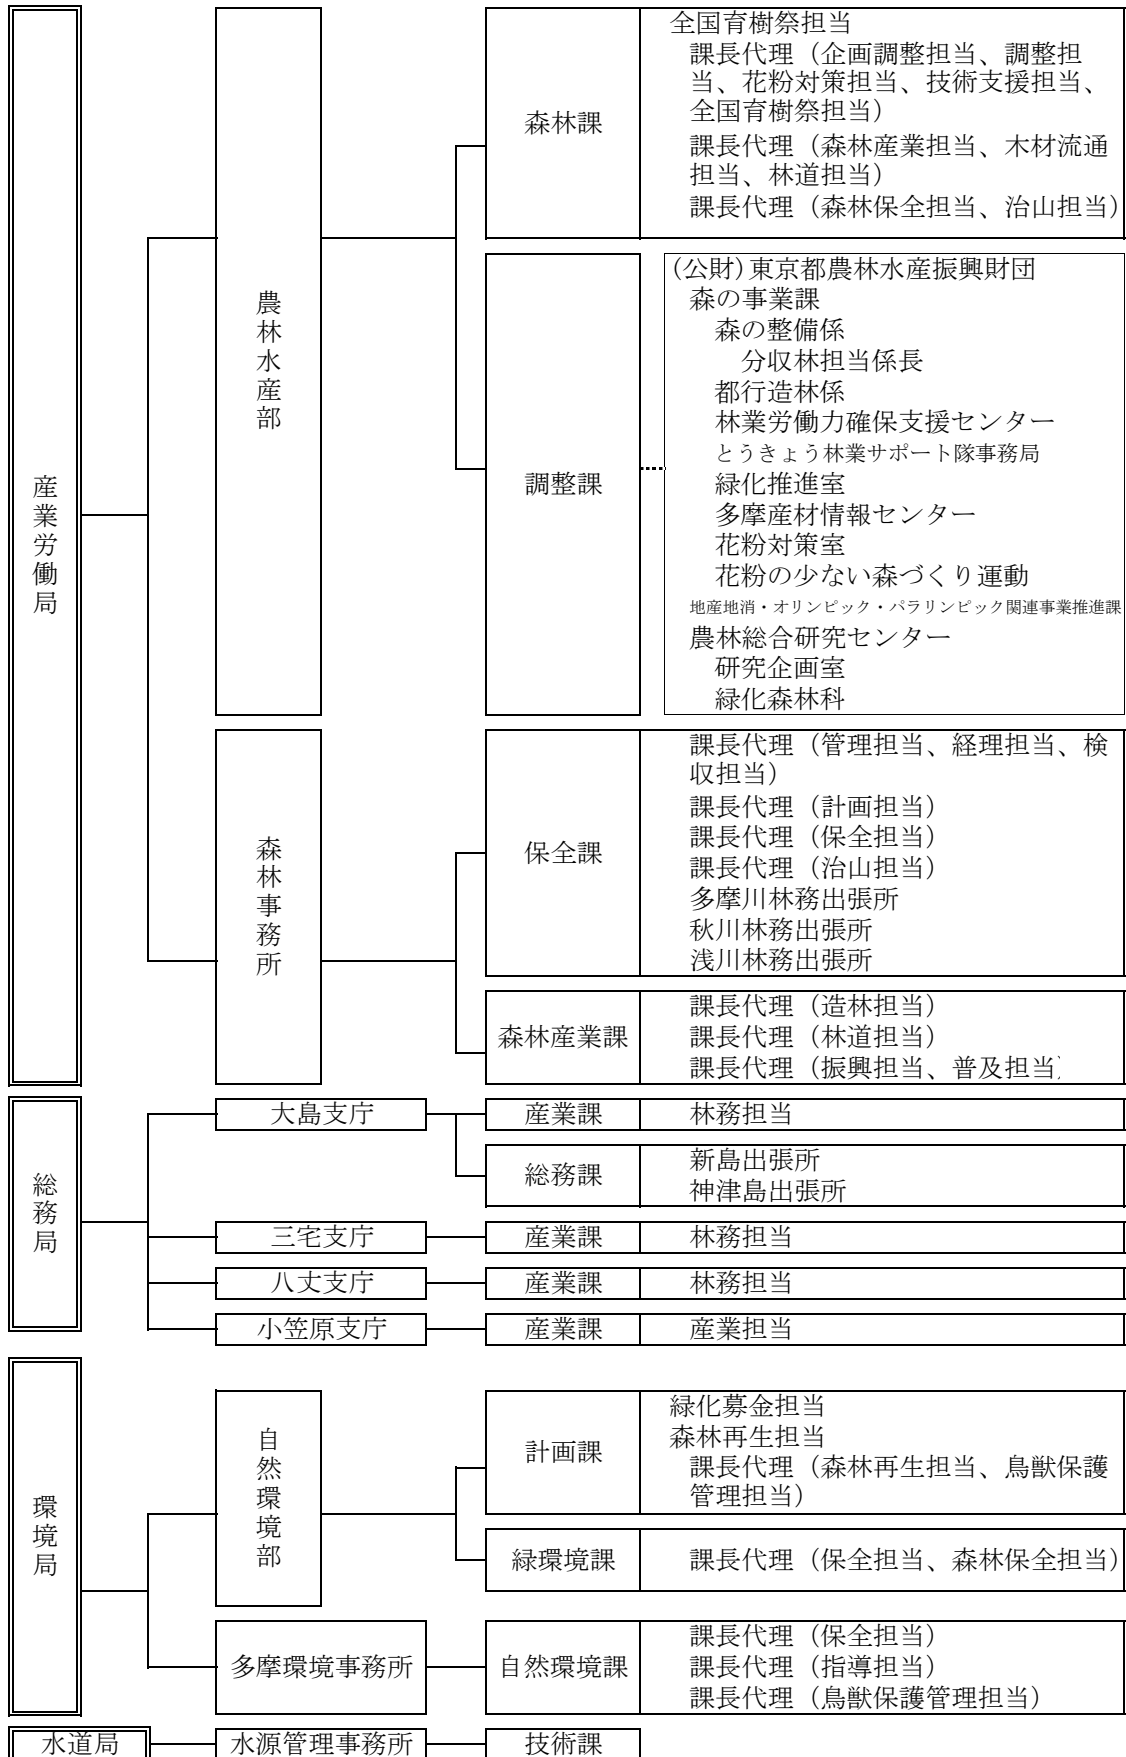 産業労働局
農林水産部
森林課
全国育樹祭担当
課長代理（企画調整担当、調整担
当、花粉対策担当、技術支援担当、
全国育樹祭担当）
課長代理（森林産業担当、木材流通
担当、林道担当）
課長代理（森林保全担当、治山担当）
調整課
(公財)東京都農林水産振興財団
森の事業課
森の整備係
分収林担当係長
都行造林係
林業労働力確保支援センター
とうきょう林業サポート隊事務局
緑化推進室
多摩産材情報センター
花粉対策室
花粉の少ない森づくり運動
地産地消・オリンピック・パラリンピック関連事業推進課
農林総合研究センター
研究企画室
緑化森林科
森林事務所
保全課
課長代理（管理担当、経理担当、検
収担当）
課長代理（計画担当）
課長代理（保全担当）
課長代理（治山担当）
多摩川林務出張所
秋川林務出張所
浅川林務出張所
森林産業課
課長代理（造林担当）
課長代理（林道担当）
課長代理（振興担当、普及担当）
総務局
大島支庁
産業課
林務担当
総務課
新島出張所
神津島出張所
三宅支庁
産業課
林務担当
八丈支庁
産業課
林務担当
小笠原支庁
産業課
産業担当
環境局
自然環境部
計画課
緑化募金担当
森林再生担当
課長代理（森林再生担当、鳥獣保護
管理担当）
緑環境課
課長代理（保全担当、森林保全担当）
多摩環境事務所
自然環境課
課長代理（保全担当）
課長代理（指導担当）
課長代理（鳥獣保護管理担当）
水道局
水源管理事務所
技術課